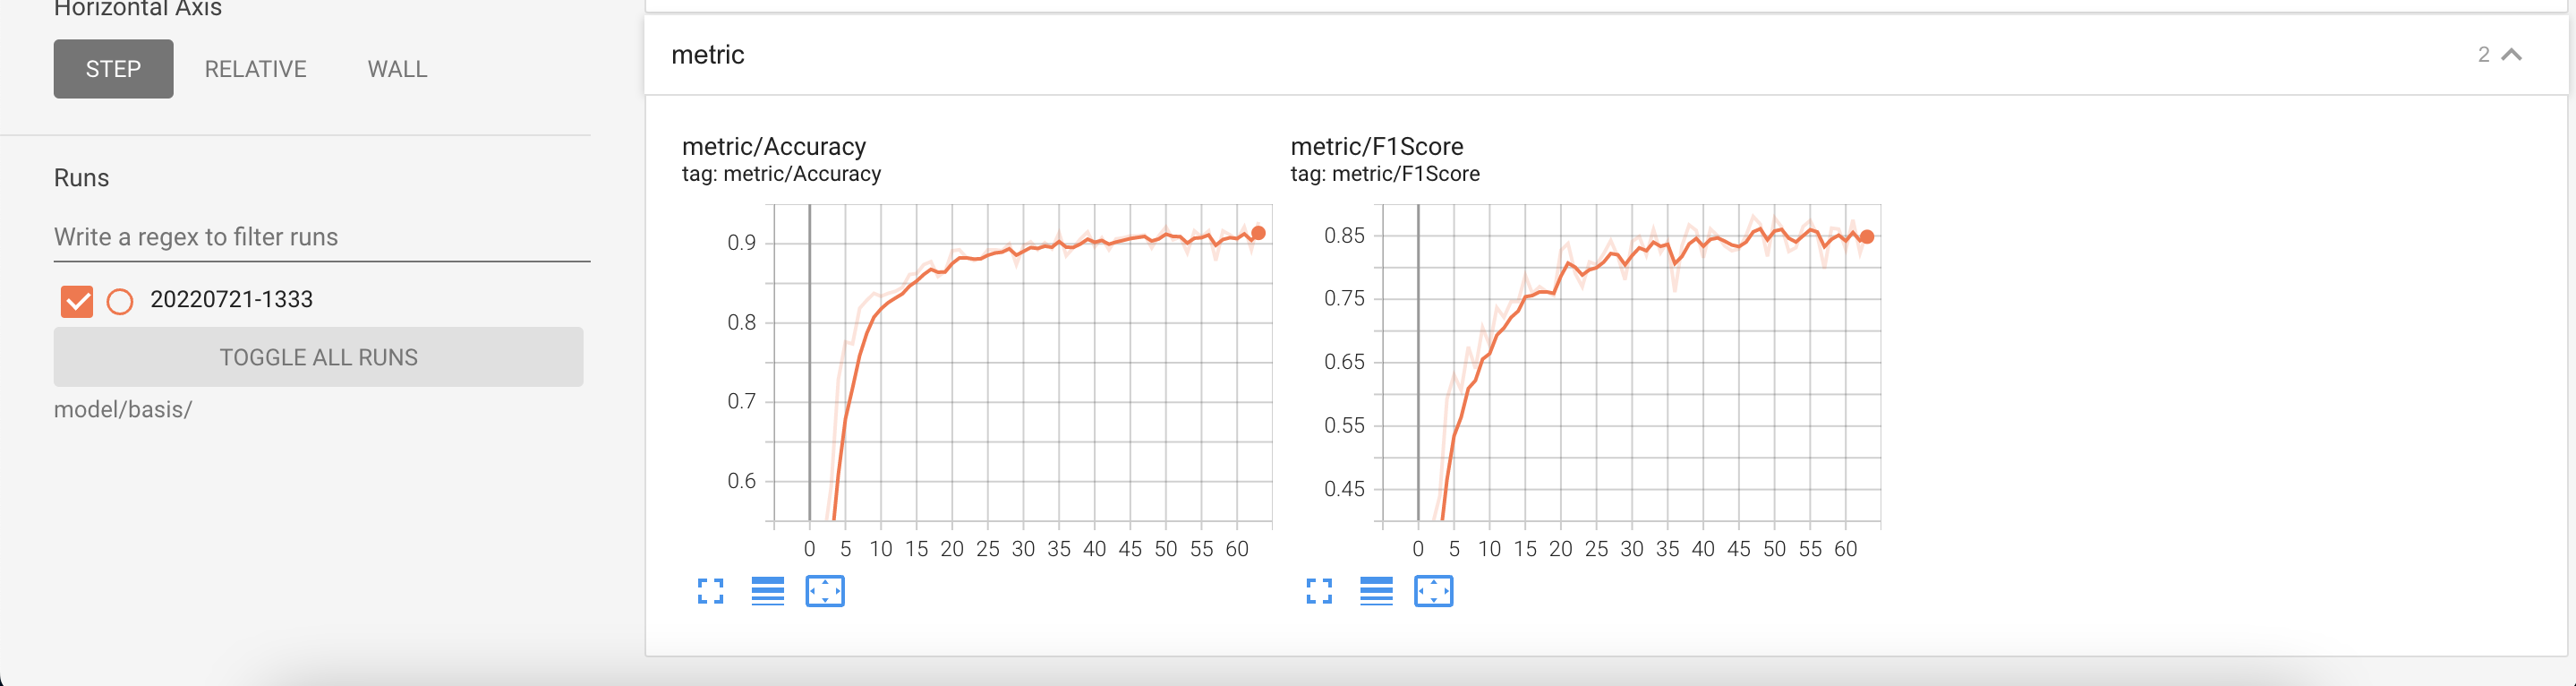 Horizontal Axis
STEP RELATIVE WALL
Runs
Write a regex to filter runs
20220721-1333
TOGGLE ALL RUNS
model/basis/
metric 2
metric/Accuracy
tag: metric/Accuracy
0.9
0.8
0.7
0.6
0 5 10 15 20 25 30 35 40 45 50 55 60
metric/F1Score
tag: metric/F1Score
0.85
0.75
0.65
0.55
0.45
0 5 10 15 20 25 30 35 40 45 50 55 60